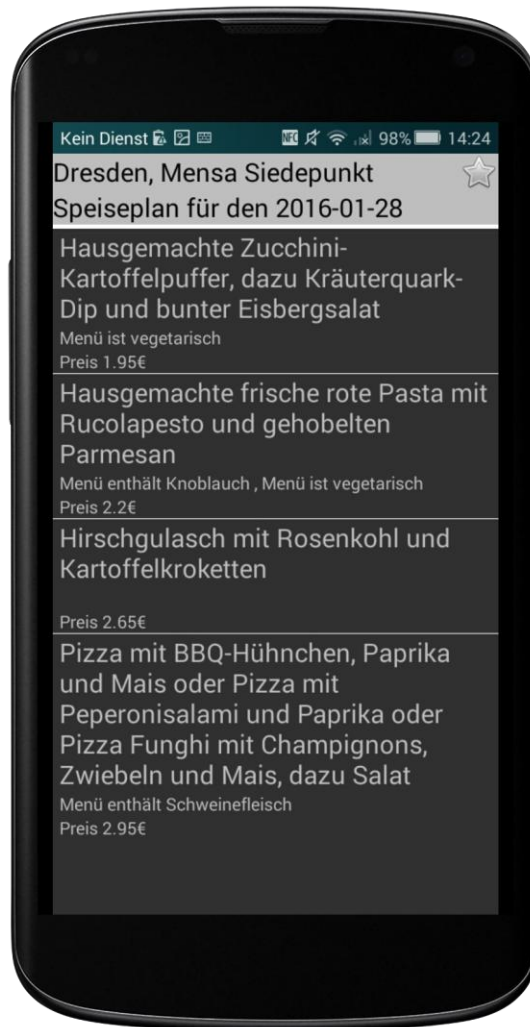 Kein Dienst NFC 98% 14:24
Dresden, Mensa Siedepunkt
Speiseplan für den 2016-01-28
Hausgemachte Zucchini-
Kartoffelpuffer, dazu Kräuterquark-
Dip und bunter Eisbergsalat
Menü ist vegetarisch
Preis 1.95€
Hausgemachte frische rote Pasta mit
Rucolapesto und gehobelten
Parmesan
Menü enthält Knoblauch , Menü ist vegetarisch
Preis 2.2€
Hirschgulasch mit Rosenkohl und
Kartoffelkroketten
Preis 2.65€
Pizza mit BBQ-Hühnchen, Paprika
und Mais oder Pizza mit
Peperonisalami und Paprika oder
Pizza Funghi mit Champignons,
Zwiebeln und Mais, dazu Salat
Menü enthält Schweinefleisch
Preis 2.95€